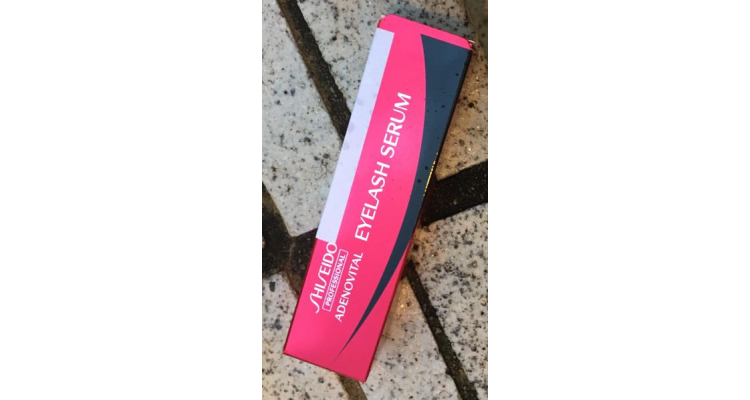 SHISEIDO
PROFESSIONAL
ADENOVITAL
EYELASH SERUM